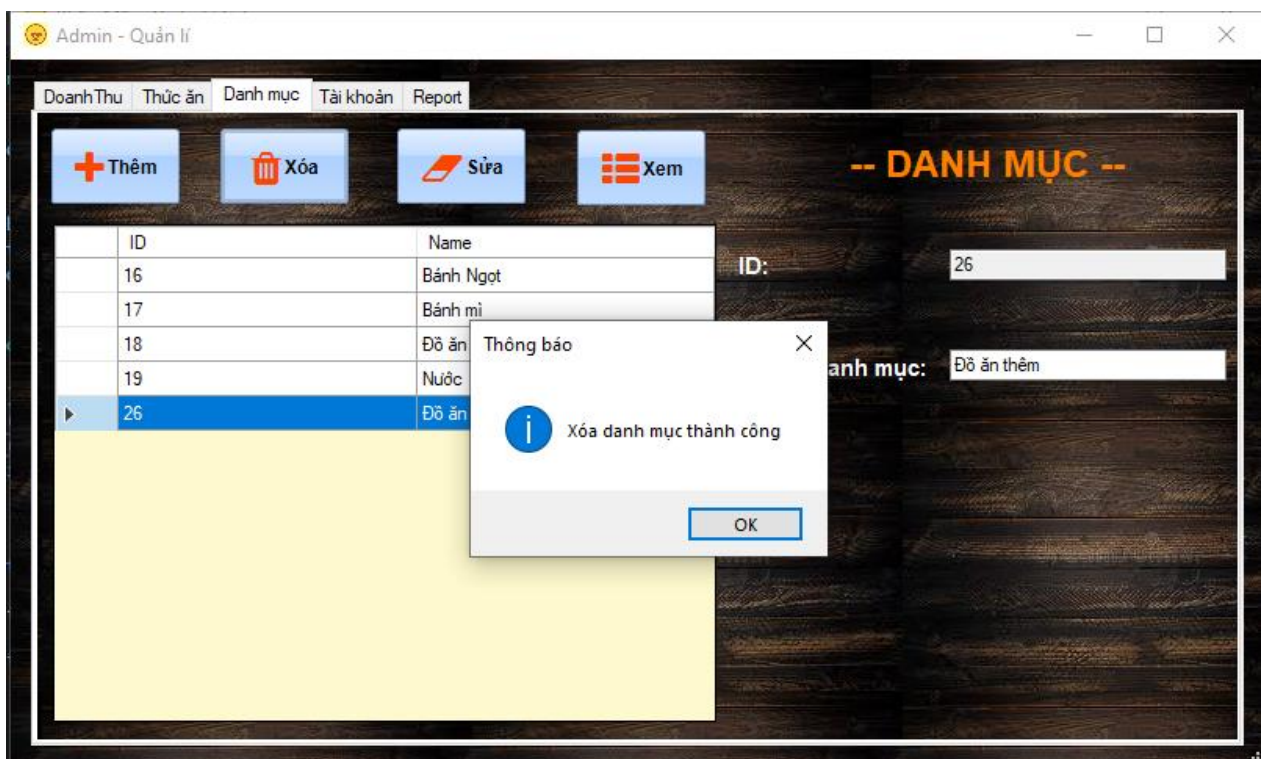 Admin - Quản lí
DoanhThu Thức ăn Danh mục Tài khoản Report
Thêm Xóa Sửa Xem
-- DANH MỤC --
ID Name
16 Bánh Ngọt
17 Bánh mì
18 Đồ ăn
19 Nước
26 Đồ ăn
ID: 26
anh mục: Đồ ăn thêm
Thông báo
Xóa danh mục thành công
OK